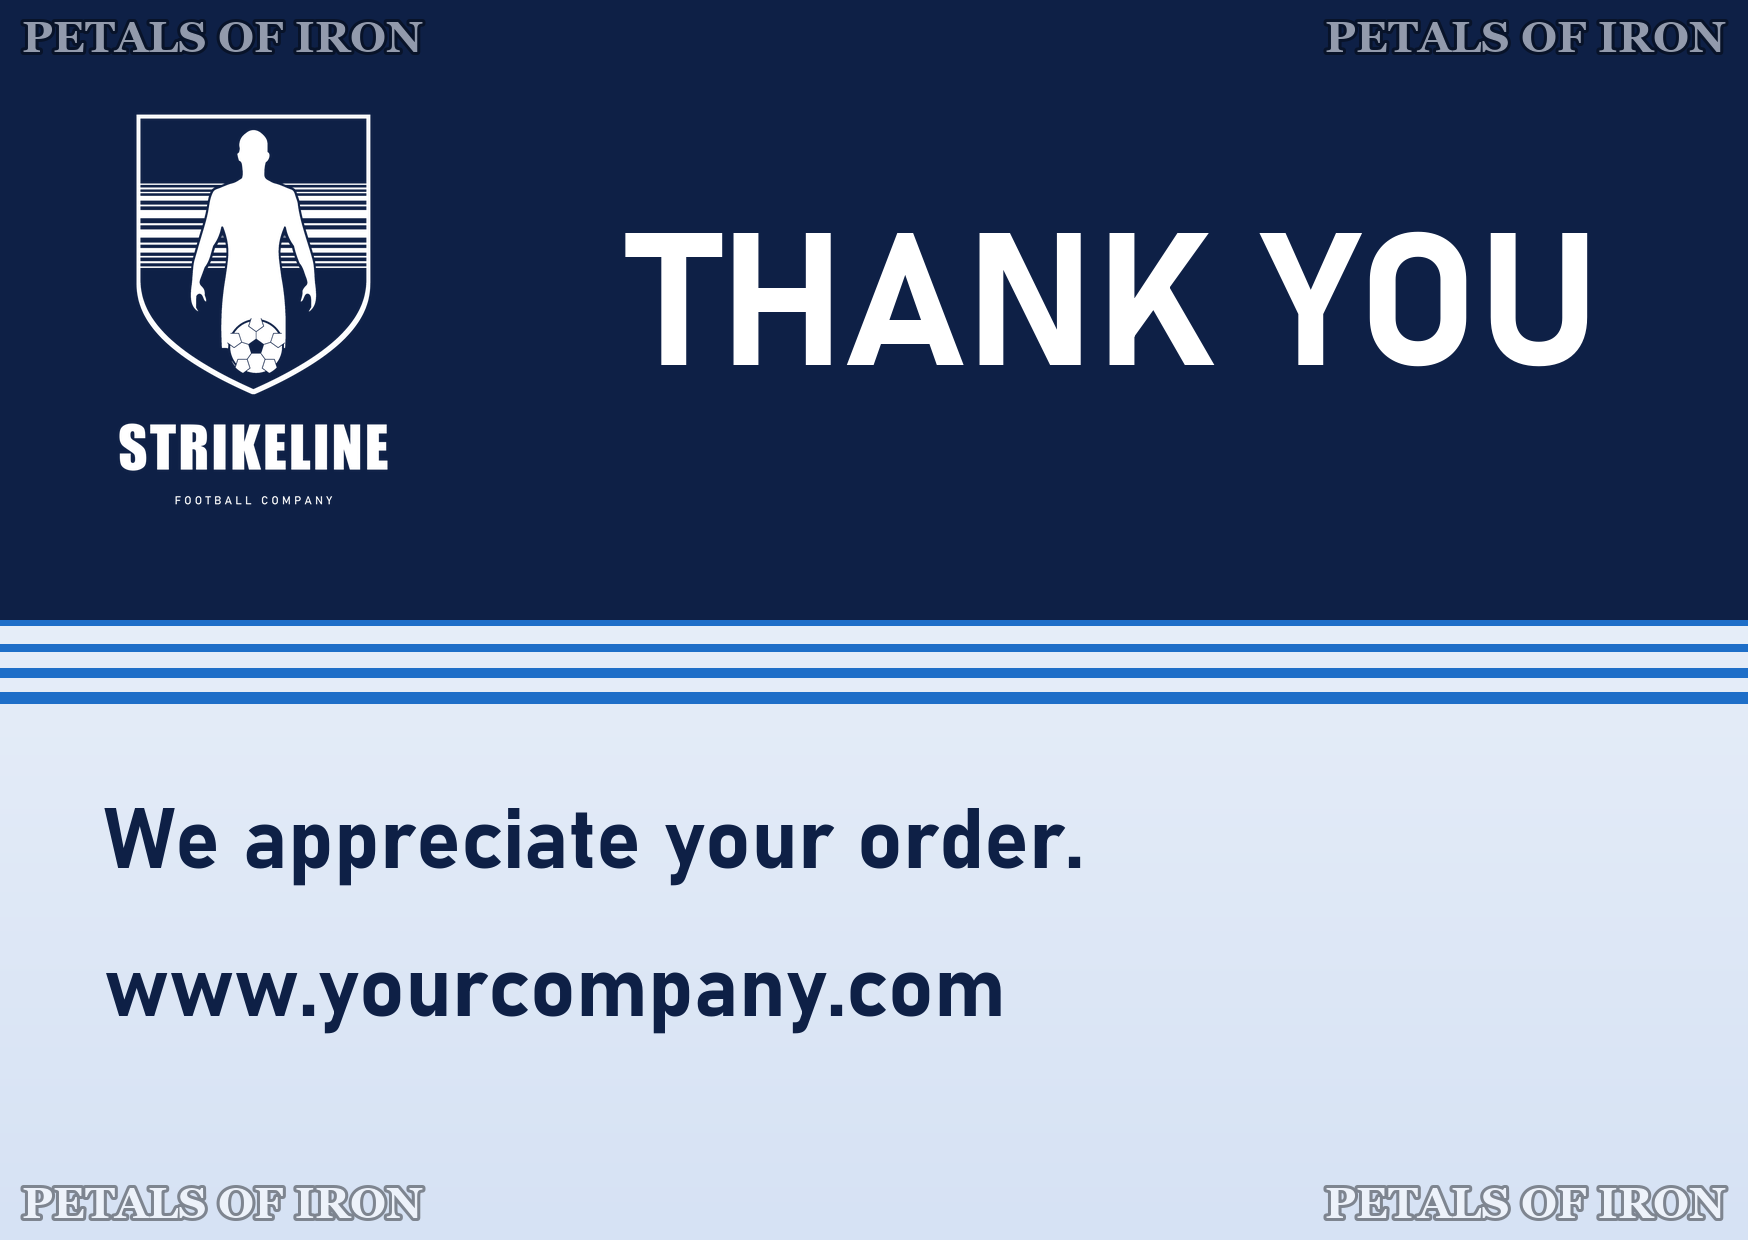 PETALS OF IRON PETALS OF IRON
THANK YOU
STRIKELINE
FOOTBALL COMPANY
We appreciate your order.
www.yourcompany.com
PETALS OF IRON PETALS OF IRON